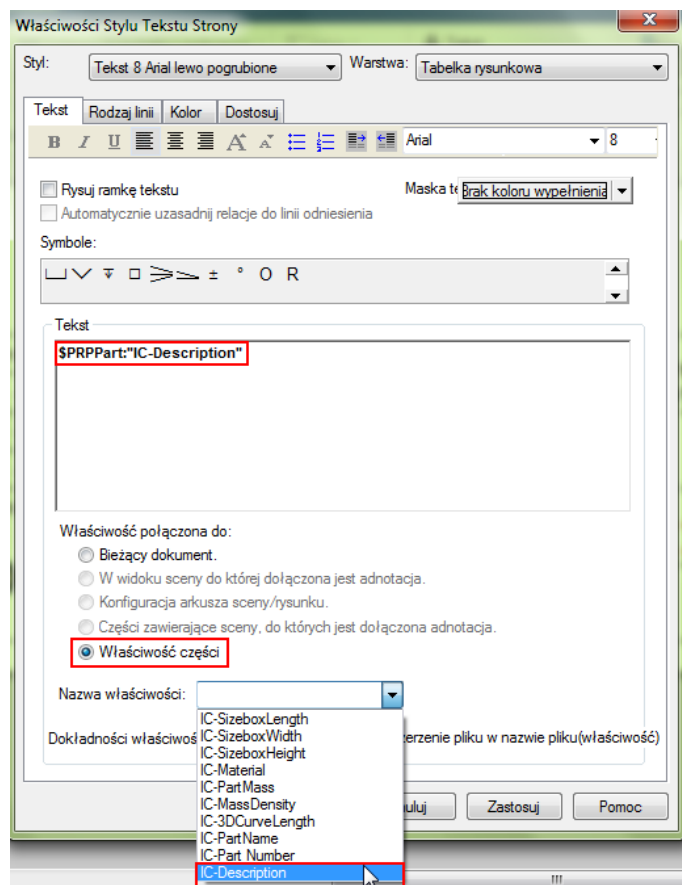 Właściwości Stylu Tekstu Strony
Styl: Tekst 8 Arial lewo pogrubione Warstwa: Tabelka rysunkowa
Tekst Rodzaj linii Kolor Dostosuj
B I U A A Arial 8
Rysuj ramkę tekstu Maska te Brak koloru wypełnienia
Automatycznie uzasadnij relacje do linii odniesienia
Symbole:
± ° O R
Tekst
$PRPPart:"IC-Description"
Właściwość połączona do:
Bieżący dokument.
W widoku sceny do której dołączona jest adnotacja.
Konfiguracja arkusza sceny/rysunku.
Części zawierające sceny, do których jest dołączona adnotacja.
Właściwość części
Nazwa właściwości:
IC-SizeboxLength
Dokładności właściwoś IC-SizeboxWidth erzenie pliku w nazwie pliku(właściwość)
IC-SizeboxHeight
IC-Material
IC-PartMass
IC-MassDensity uluj Zastosuj Pomoc
IC-3DCurveLength
IC-PartName
IC-Part Number
IC-Description